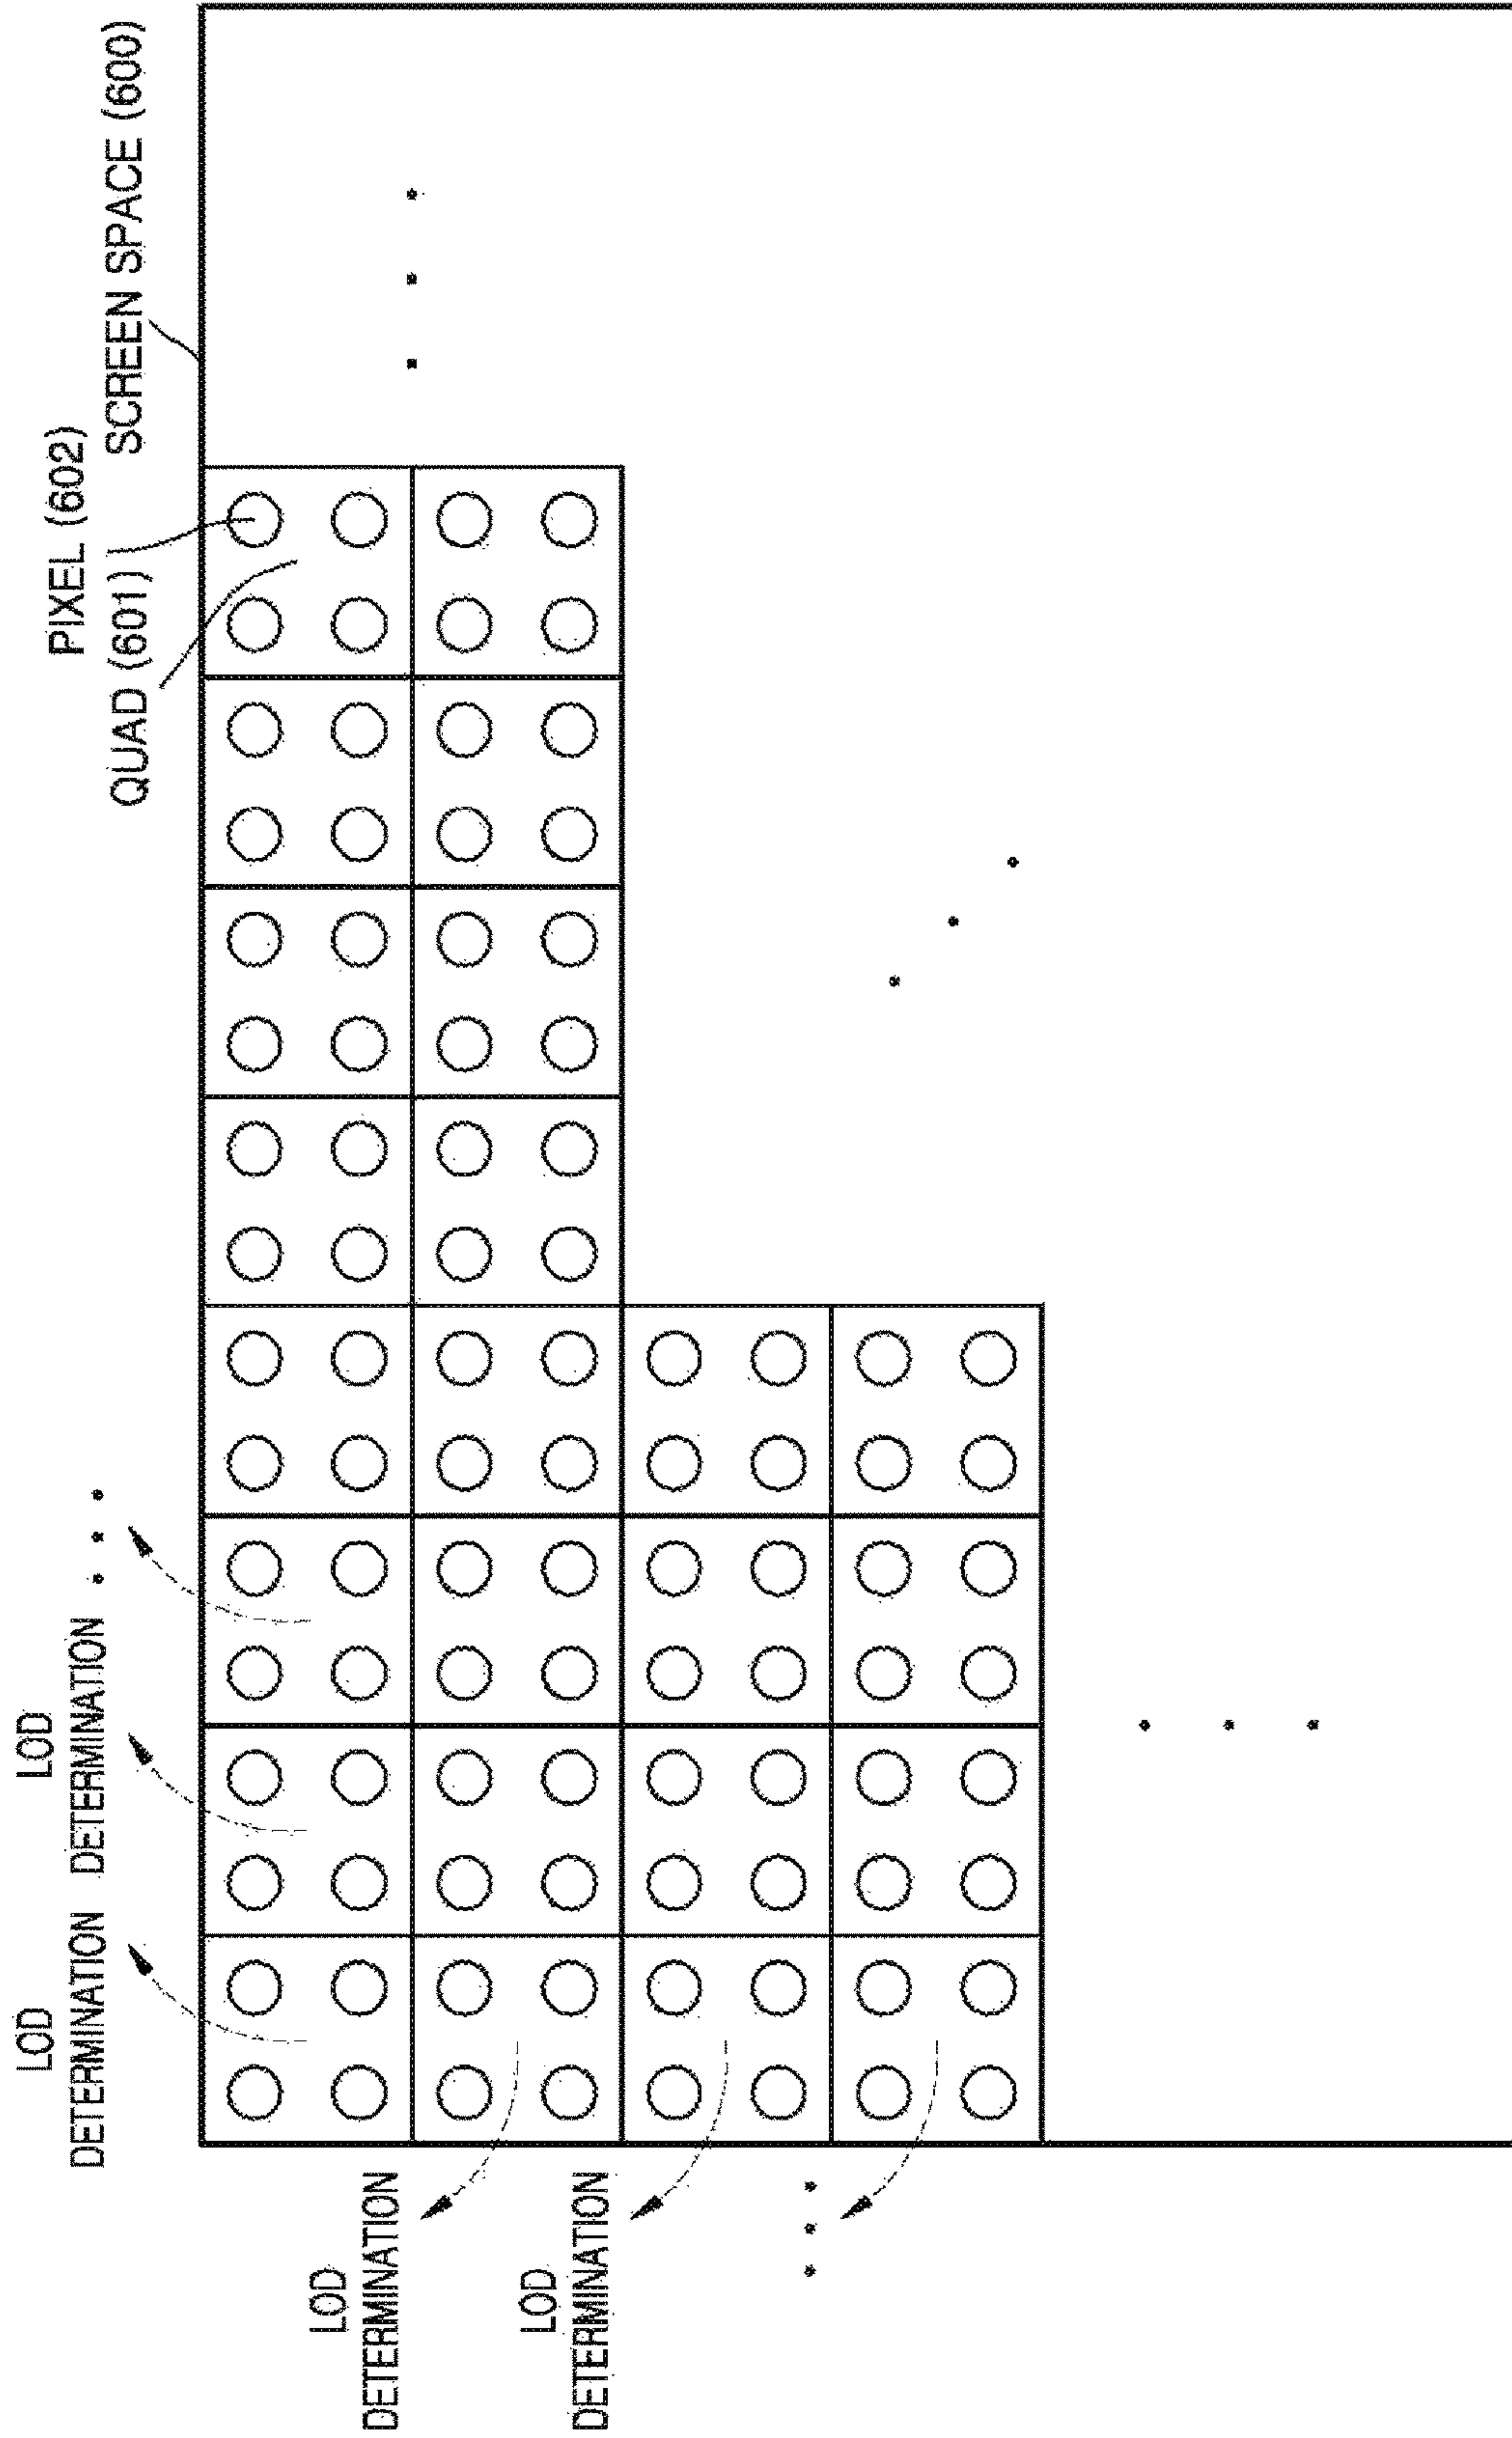 LOD
DETERMINATION
LOD
DETERMINATION
PIXEL (602)
QUAD (601)
SCREEN SPACE (600)
LOD
DETERMINATION
LOD
DETERMINATION